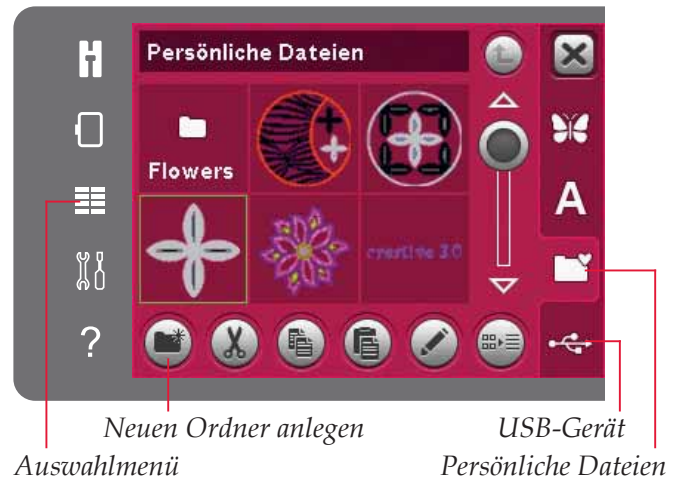 Persönliche Dateien
Flowers
A
creative 3.0
?
Neuen Ordner anlegen
USB-Gerät
Auswahlmenü
Persönliche Dateien